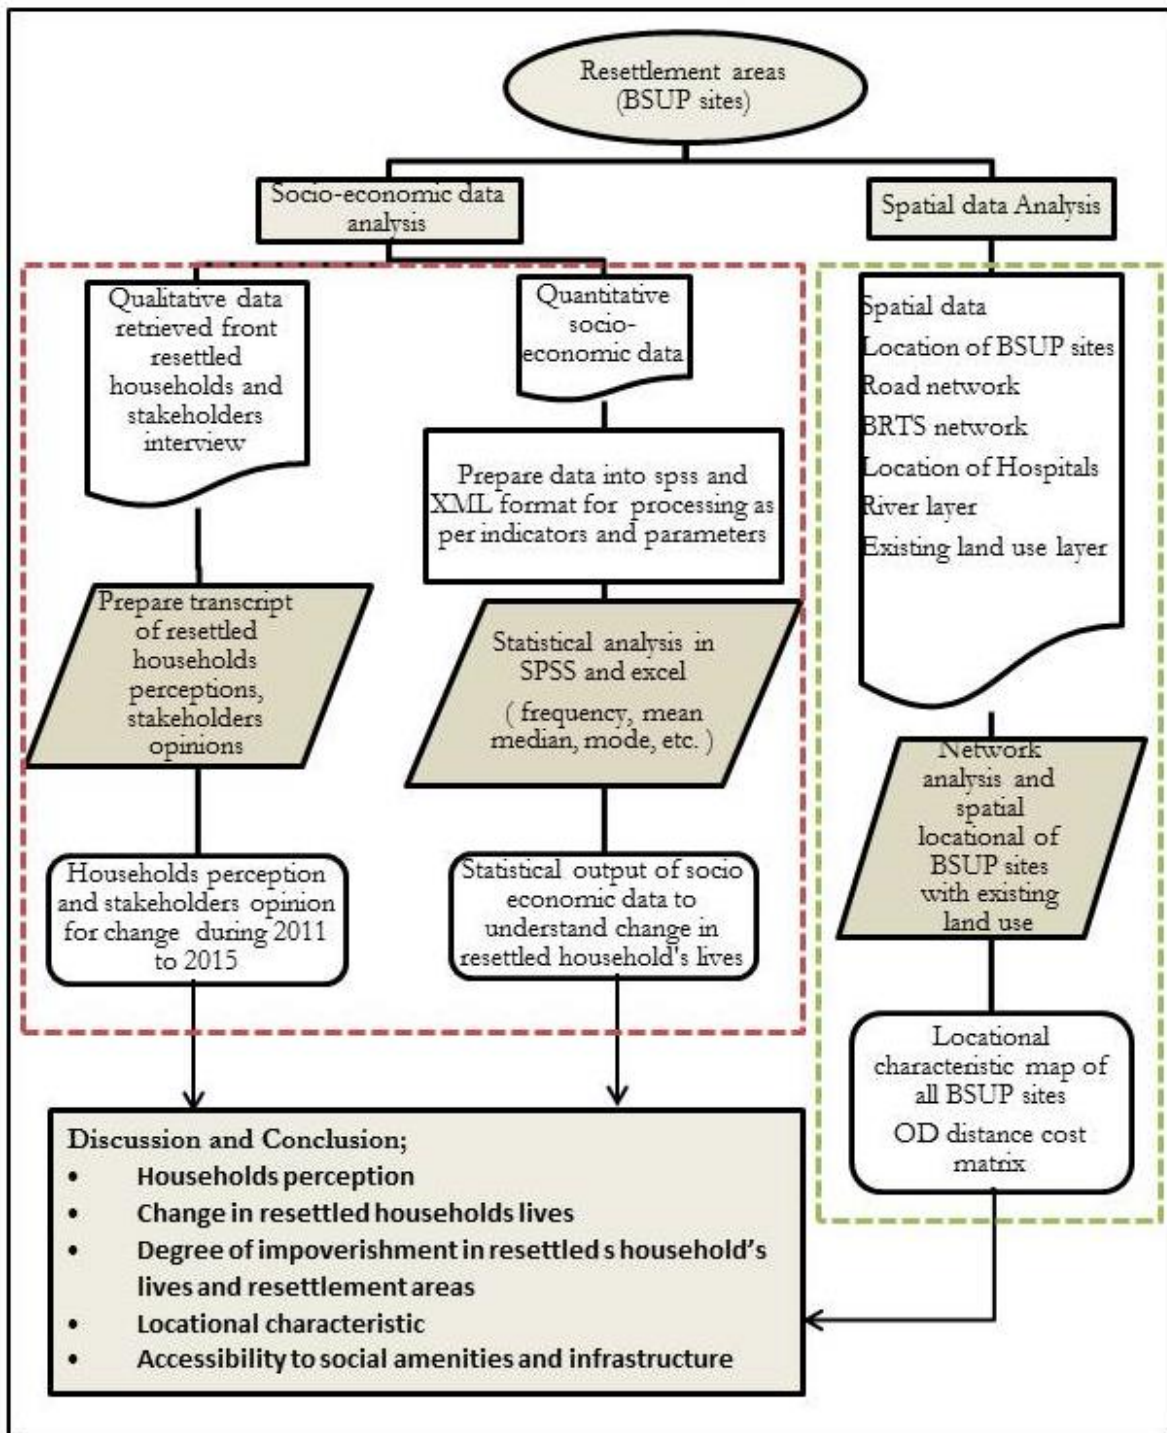 Resettlement areas
(BSUP sites)
Socio-economic data
analysis
Spatial data Analysis
Qualitative data
retrieved front
resettled
households and
stakeholders
interview
Quantitative
socio-
economic data
Spatial data
Location of BSUP sites
Road network
BRTS network
Location of Hospitals
River layer
Existing land use layer
Prepare data into spss and
XML format for processing as
per indicators and parameters
Prepare transcript
of resettled
households
perceptions,
stakeholders
opinions
Statistical analysis in
SPSS and excel
( frequency, mean
median, mode, etc. )
Network
analysis and
spatial
locational of
BSUP sites
with existing
land use
Households perception
and stakeholders opinion
for change during 2011
to 2015
Statistical output of socio
economic data to
understand change in
resettled household's lives
Locational
characteristic map of
all BSUP sites
OD distance cost
matrix
Discussion and Conclusion;
• Households perception
• Change in resettled households lives
• Degree of impoverishment in resettled s household’s
lives and resettlement areas
• Locational characteristic
• Accessibility to social amenities and infrastructure